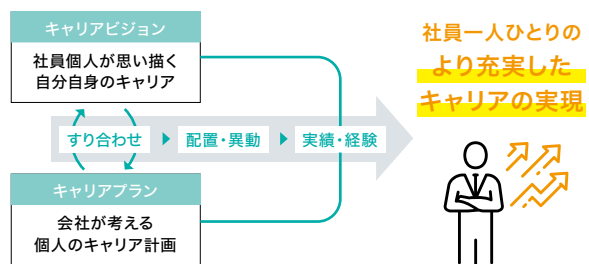 キャリアビジョン
社員個人が思い描く
自分自身のキャリア
すり合わせ
配置・異動
実績・経験
キャリアプラン
会社が考える
個人のキャリア計画
社員一人ひとりの
より充実した
キャリアの実現